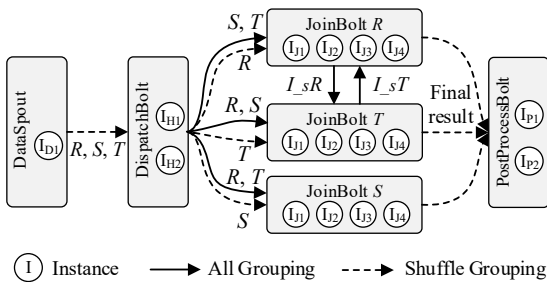 DataSpout
I_D1
R, S, T
DispatchBolt
I_H1
I_H2
S, T
R
R, S
T
R, T
S
JoinBolt R
I_J1 I_J2 I_J3 I_J4
I_sR I_sT
JoinBolt T
I_J1 I_J2 I_J3 I_J4
JoinBolt S
I_J1 I_J2 I_J3 I_J4
Final
result
PostProcessBolt
I_P1
I_P2
I Instance All Grouping Shuffle Grouping